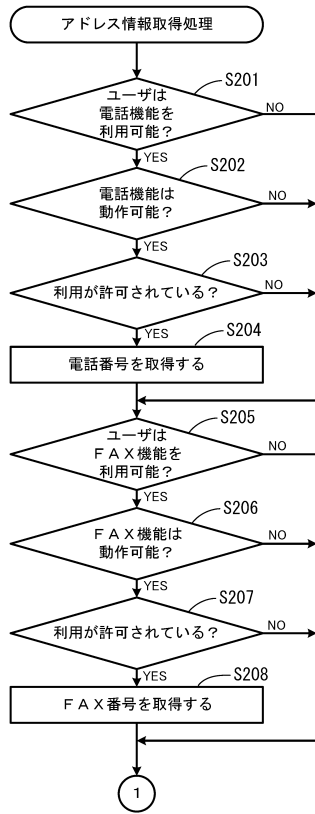 アドレス情報取得処理
S201
ユーザは
電話機能を
利用可能？
NO
YES
S202
電話機能は
動作可能？
NO
YES
S203
利用が許可されている？
NO
YES
S204
電話番号を取得する
S205
ユーザは
ＦＡＸ機能を
利用可能？
NO
YES
S206
ＦＡＸ機能は
動作可能？
NO
YES
S207
利用が許可されている？
NO
YES
S208
ＦＡＸ番号を取得する
1